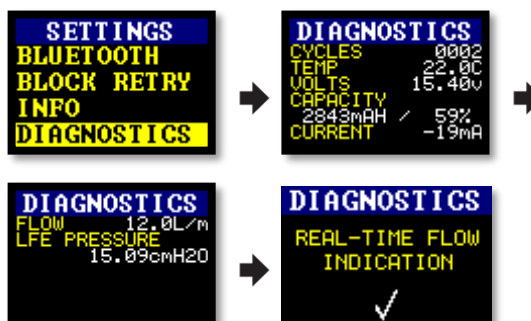 SETTINGS
BLUETOOTH
BLOCK RETRY
INFO
DIAGNOSTICS
DIAGNOSTICS
CYCLES 0002
TEMP 22.0C
VOLTS 15.40v
CAPACITY
2843mAH / 59%
CURRENT -19mA
DIAGNOSTICS
FLOW 12.0L/m
LFE PRESSURE
15.09cmH2O
DIAGNOSTICS
REAL-TIME FLOW
INDICATION